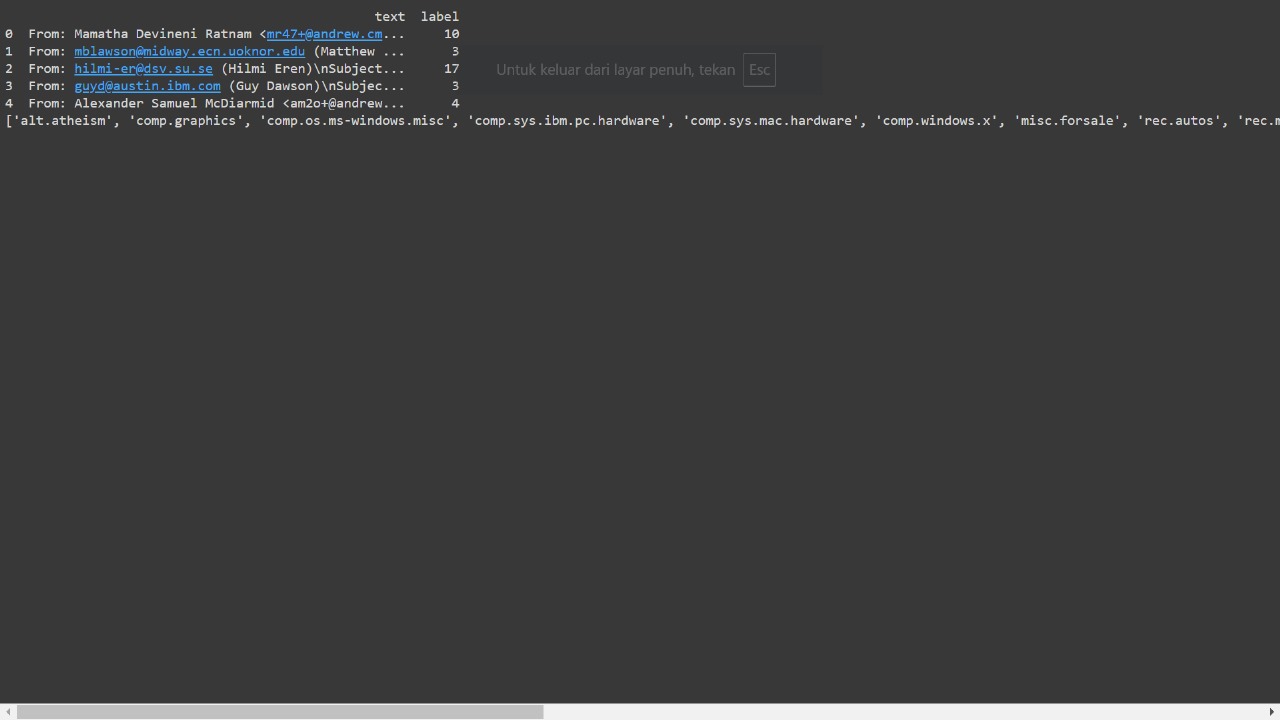 text label
0 From: Mamatha Devineni Ratnam <mr47+@andrew.cm... 10
1 From: mblawson@midway.ecn.uoknor.edu (Matthew ... 3
2 From: hilmi-er@dsv.su.se (Hilmi Eren)\nSubject... 17
3 From: guyd@austin.ibm.com (Guy Dawson)\nSubjec... 3
4 From: Alexander Samuel McDiarmid <am2o+@andrew... 4
['alt.atheism', 'comp.graphics', 'comp.os.ms-windows.misc', 'comp.sys.ibm.pc.hardware', 'comp.sys.mac.hardware', 'comp.windows.x', 'misc.forsale', 'rec.autos', 'rec.m
Untuk keluar dari layar penuh, tekan Esc